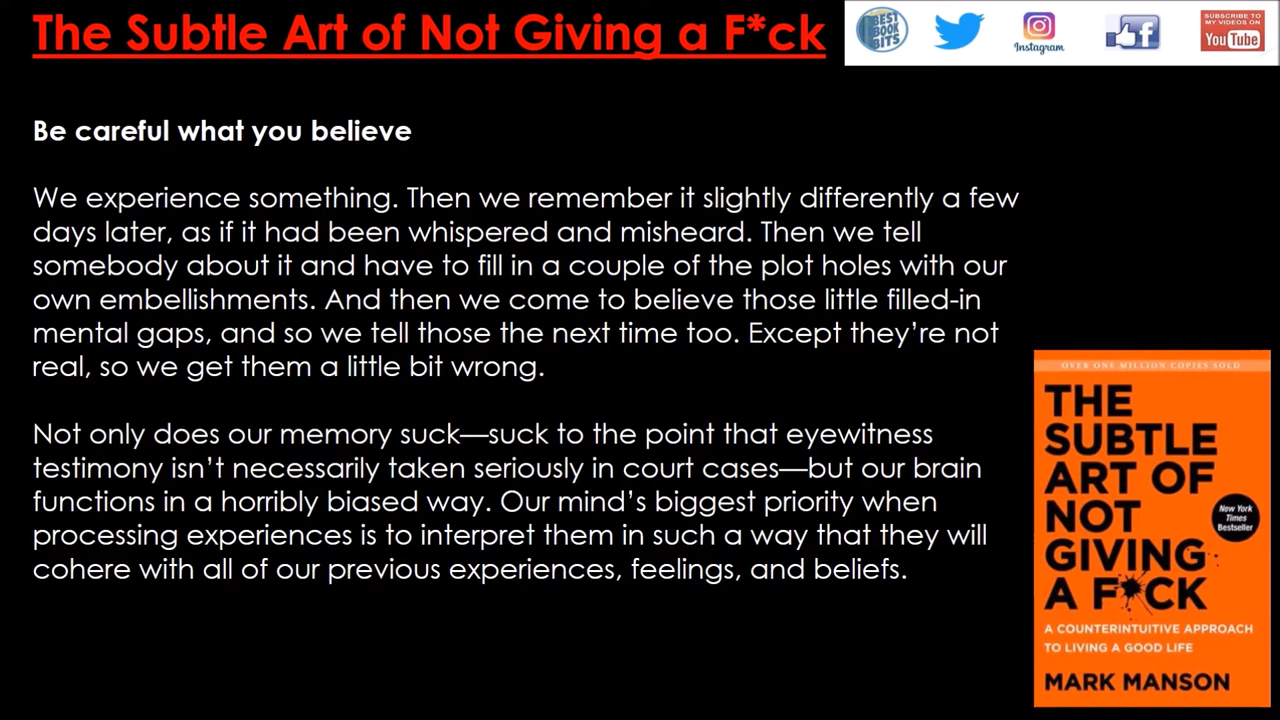 The Subtle Art of Not Giving a F*ck
BEST
BOOK
BITS
Instagram
f
SUBSCRIBE TO
MY VIDEOS ON
YouTube
Be careful what you believe
We experience something. Then we remember it slightly differently a few
days later, as if it had been whispered and misheard. Then we tell
somebody about it and have to fill in a couple of the plot holes with our
own embellishments. And then we come to believe those little filled-in
mental gaps, and so we tell those the next time too. Except they’re not
real, so we get them a little bit wrong.
Not only does our memory suck—suck to the point that eyewitness
testimony isn’t necessarily taken seriously in court cases—but our brain
functions in a horribly biased way. Our mind’s biggest priority when
processing experiences is to interpret them in such a way that they will
cohere with all of our previous experiences, feelings, and beliefs.
OVER ONE MILLION COPIES SOLD
THE
SUBTLE
ART OF
NOT
GIVING
A F*CK
New York
Times
Bestseller
A COUNTERINTUITIVE APPROACH
TO LIVING A GOOD LIFE
MARK MANSON